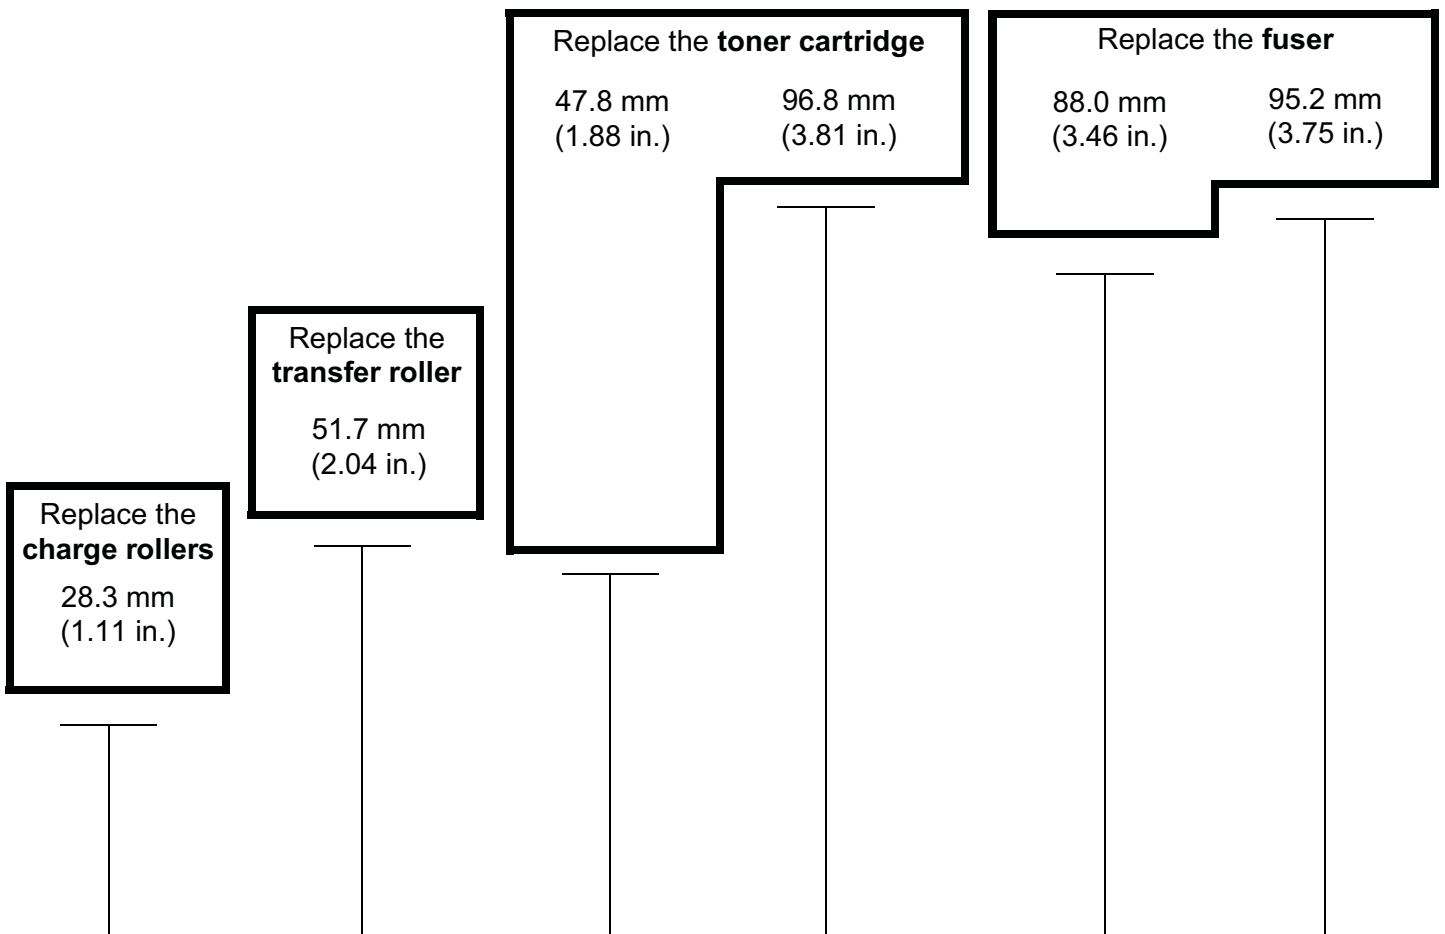 Replace the toner cartridge
47.8 mm
(1.88 in.)
96.8 mm
(3.81 in.)
Replace the fuser
88.0 mm
(3.46 in.)
95.2 mm
(3.75 in.)
Replace the
transfer roller
51.7 mm
(2.04 in.)
Replace the
charge rollers
28.3 mm
(1.11 in.)